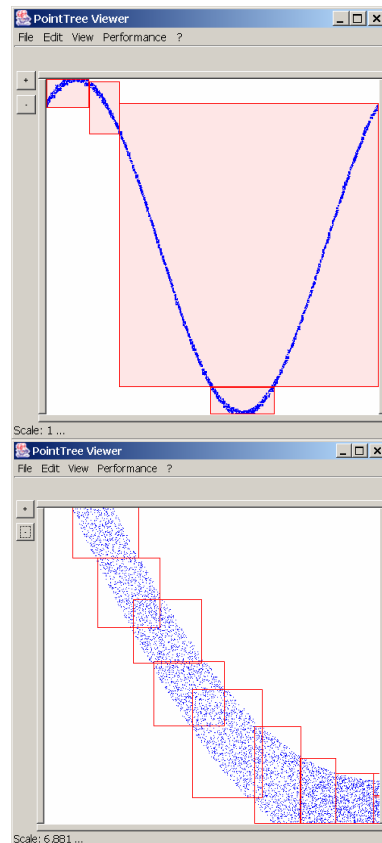 PointTree Viewer
File Edit View Performance ?
+
-
Scale: 1 ...
PointTree Viewer
File Edit View Performance ?
+
Scale: 6,881 ...